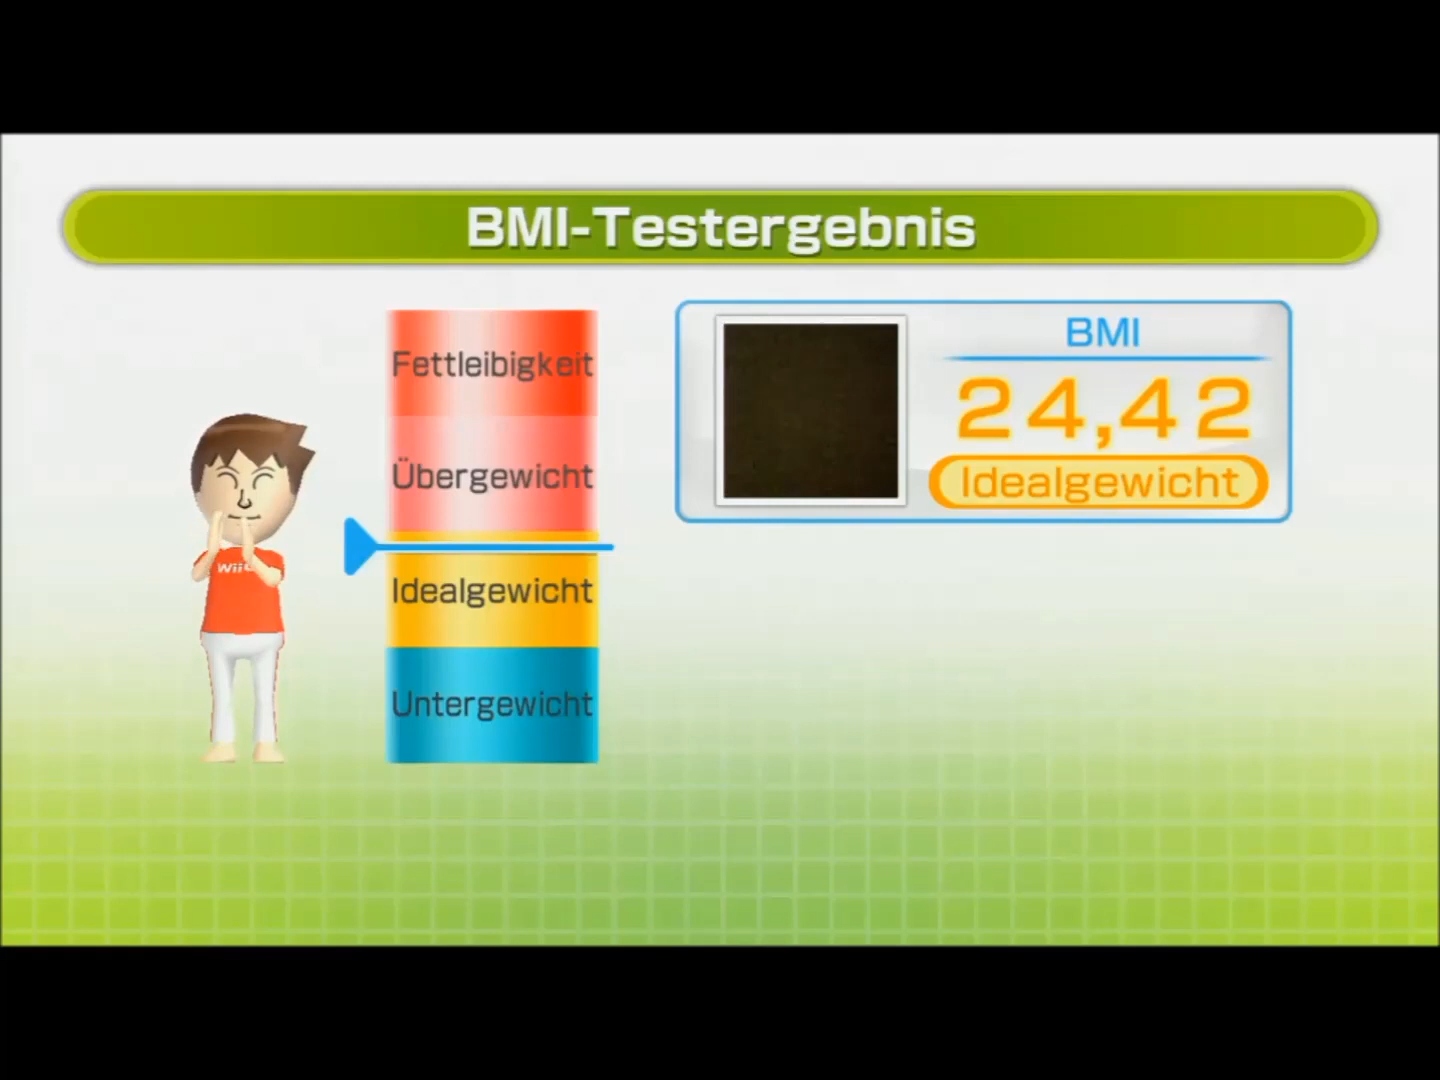 BMI-Testergebnis
Fettleibigkeit
Übergewicht
Idealgewicht
Untergewicht
BMI
24,42
Idealgewicht